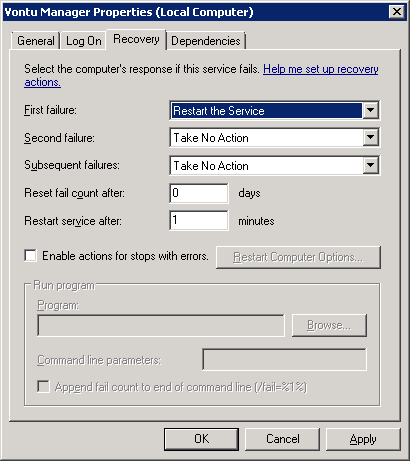 Vontu Manager Properties (Local Computer)
General Log On Recovery Dependencies
Select the computer's response if this service fails. Help me set up recovery
actions.
First failure: Restart the Service
Second failure: Take No Action
Subsequent failures: Take No Action
Reset fail count after: 0 days
Restart service after: 1 minutes
Enable actions for stops with errors. Restart Computer Options...
Run program
Program:
Browse...
Command line parameters:
Append fail count to end of command line (/fail=%1%)
OK Cancel Apply